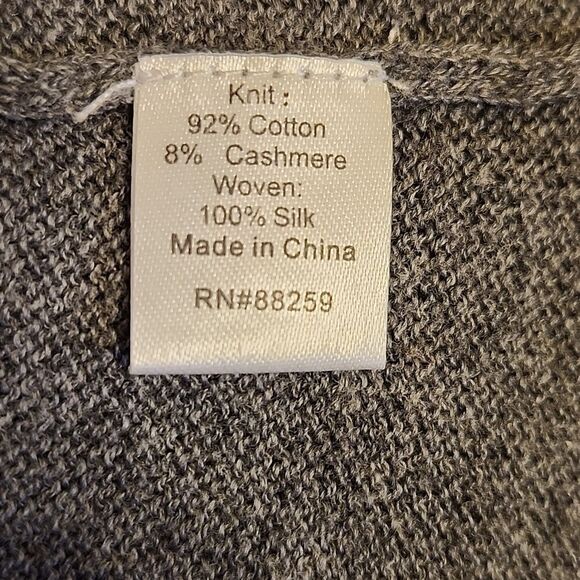 Knit :
92% Cotton
8% Cashmere
Woven:
100% Silk
Made in China
RN#88259